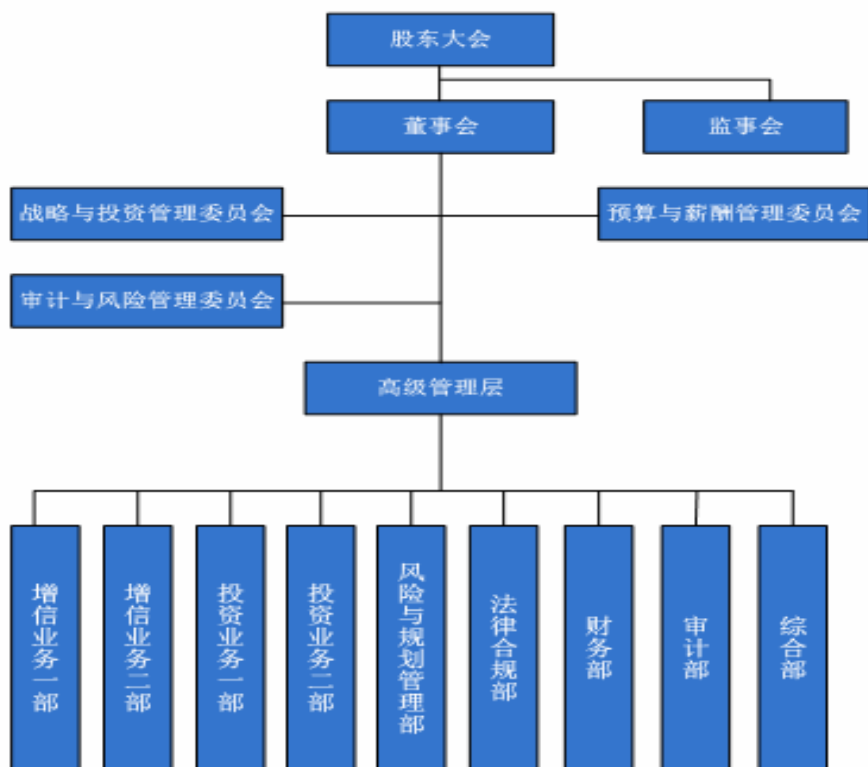 股东大会
董事会
监事会
战略与投资管理委员会
预算与薪酬管理委员会
审计与风险管理委员会
高级管理层
增信业务一部
增信业务二部
投资业务一部
投资业务二部
风险与规划管理部
法律合规部
财务部
审计部
综合部